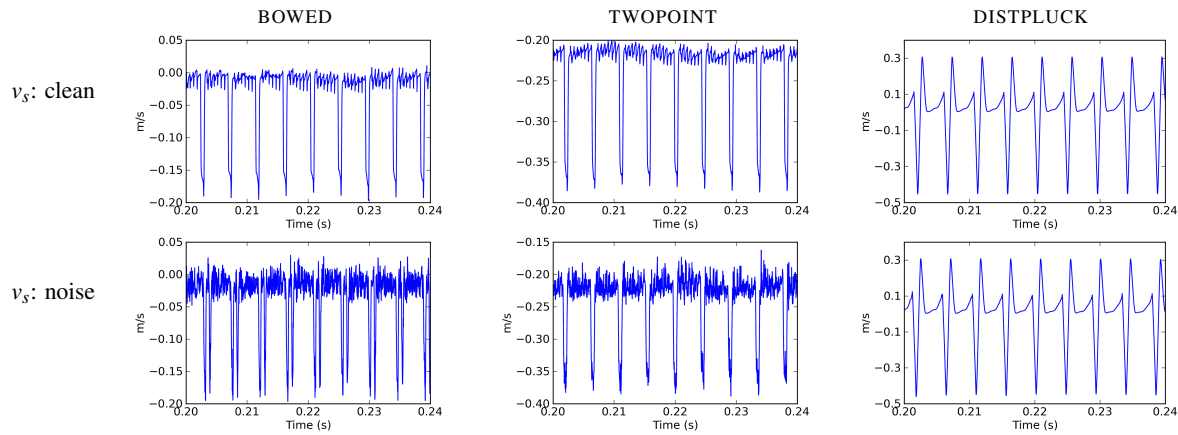 BOWED TWOPOINT DISTPLUCK
v_s: clean
0.05
0.00
−0.05
−0.10
−0.15
−0.20
m/s
0.20 0.21 0.22 0.23 0.24
Time (s)
−0.20
−0.25
−0.30
−0.35
−0.40
m/s
0.20 0.21 0.22 0.23 0.24
Time (s)
0.3
0.1
−0.1
−0.3
−0.5
m/s
0.20 0.21 0.22 0.23 0.24
Time (s)
v_s: noise
0.05
0.00
−0.05
−0.10
−0.15
−0.20
m/s
0.20 0.21 0.22 0.23 0.24
Time (s)
−0.15
−0.20
−0.25
−0.30
−0.35
−0.40
m/s
0.20 0.21 0.22 0.23 0.24
Time (s)
0.3
0.1
−0.1
−0.3
−0.5
m/s
0.20 0.21 0.22 0.23 0.24
Time (s)